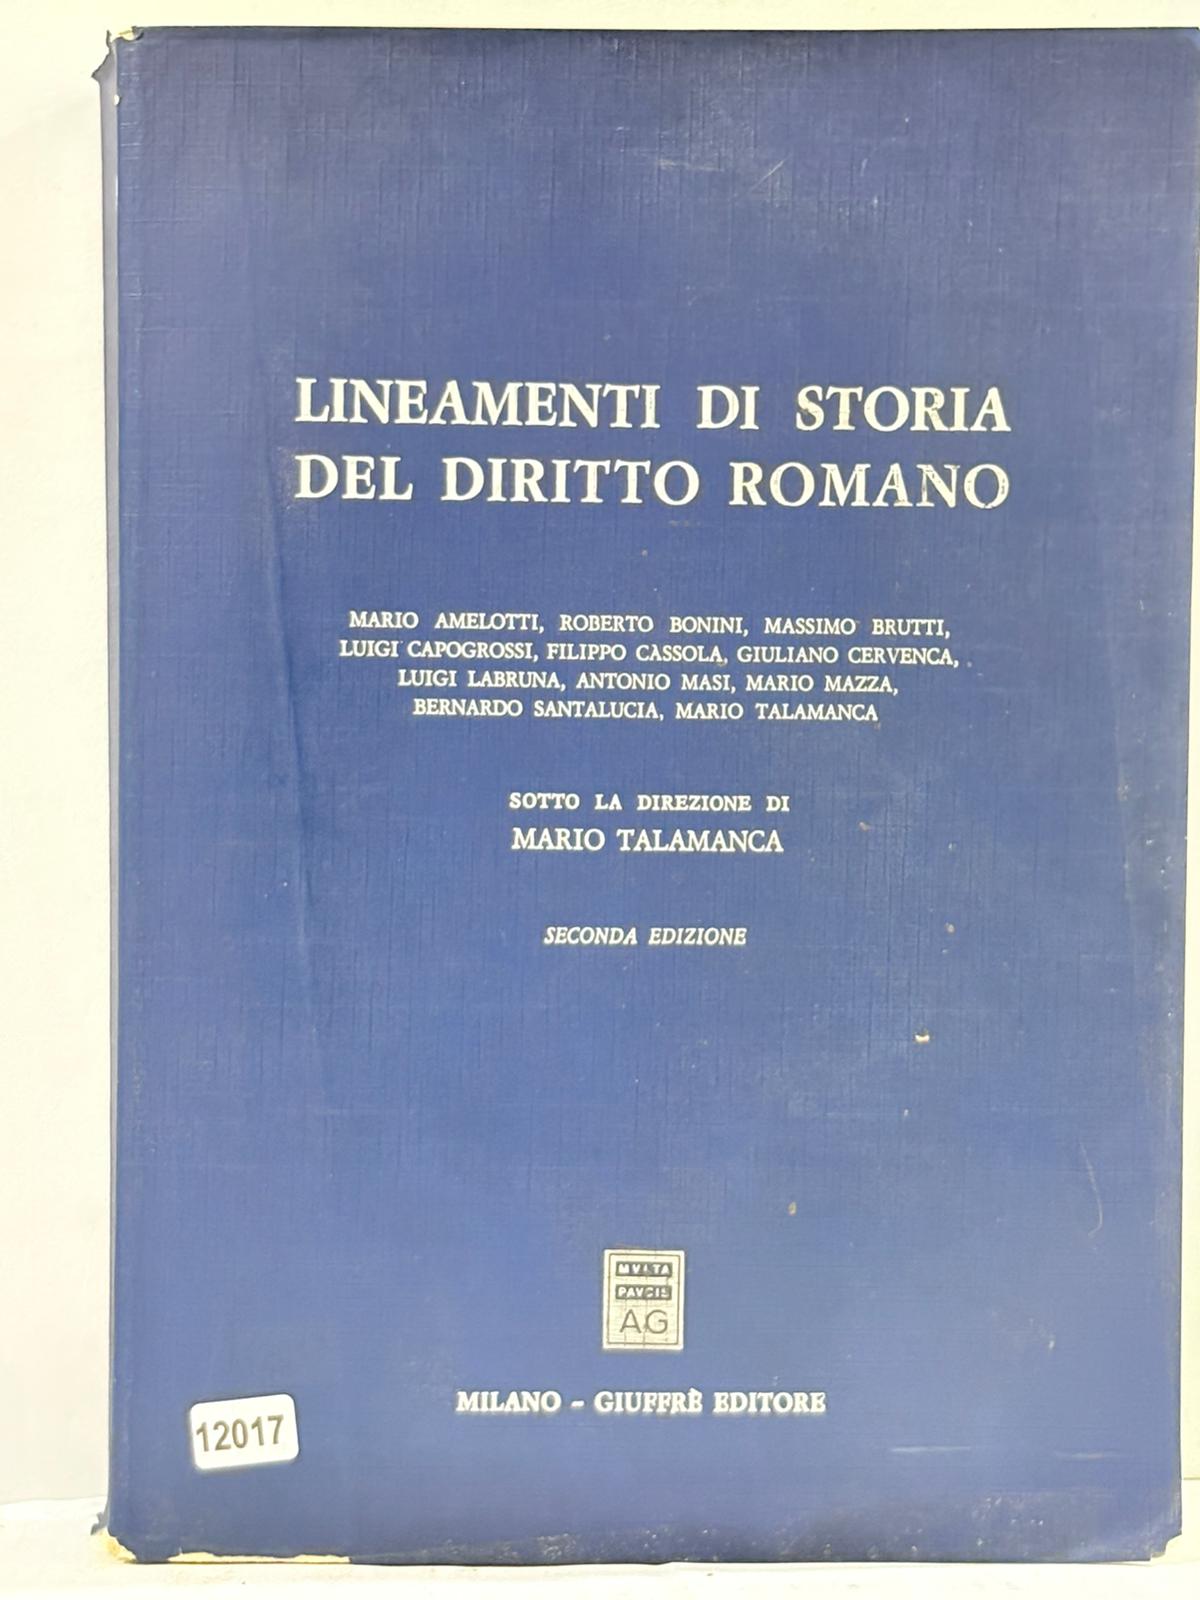 LINEAMENTI DI STORIA
DEL DIRITTO ROMANO
MARIO AMELOTTI, ROBERTO BONINI, MASSIMO BRUTTI,
LUIGI CAPOGROSSI, FILIPPO CASSOLA, GIULIANO CERVENCA,
LUIGI LABRUNA, ANTONIO MASI, MARIO MAZZA,
BERNARDO SANTALUCIA, MARIO TALAMANCA
SOTTO LA DIREZIONE DI
MARIO TALAMANCA
SECONDA EDIZIONE
MVLTA
PAVCIS
AG
MILANO - GIUFFRÈ EDITORE
12017